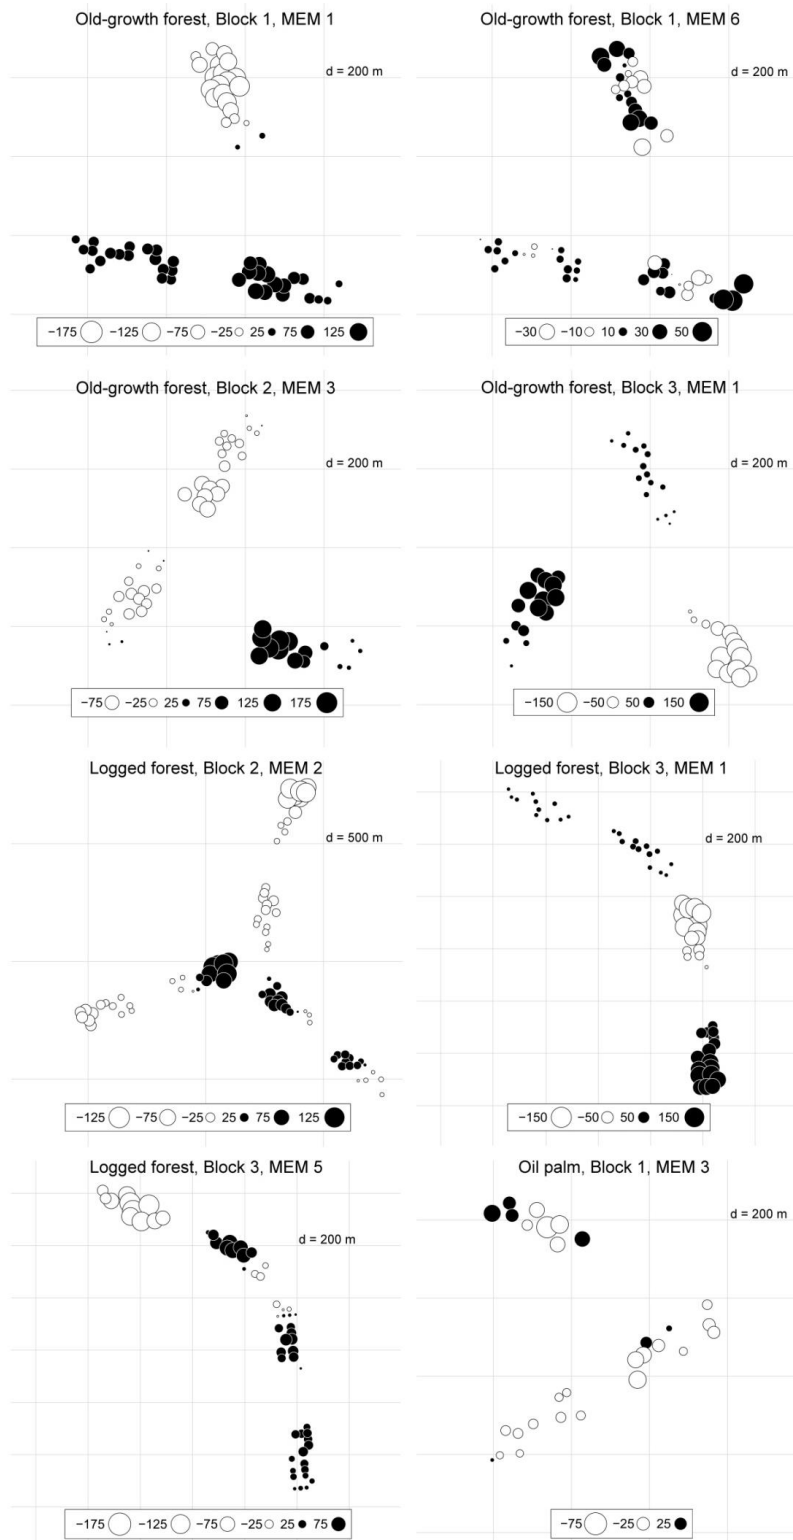 Old-growth forest, Block 1, MEM 1
d = 200 m
−175 −125 −75 −25 25 75 125
Old-growth forest, Block 1, MEM 6
d = 200 m
−30 −10 10 30 50
Old-growth forest, Block 2, MEM 3
d = 200 m
−75 −25 25 75 125 175
Old-growth forest, Block 3, MEM 1
d = 200 m
−150 −50 50 150
Logged forest, Block 2, MEM 2
d = 500 m
−125 −75 −25 25 75 125
Logged forest, Block 3, MEM 1
d = 200 m
−150 −50 50 150
Logged forest, Block 3, MEM 5
d = 200 m
−175 −125 −75 −25 25 75
Oil palm, Block 1, MEM 3
d = 200 m
−75 −25 25